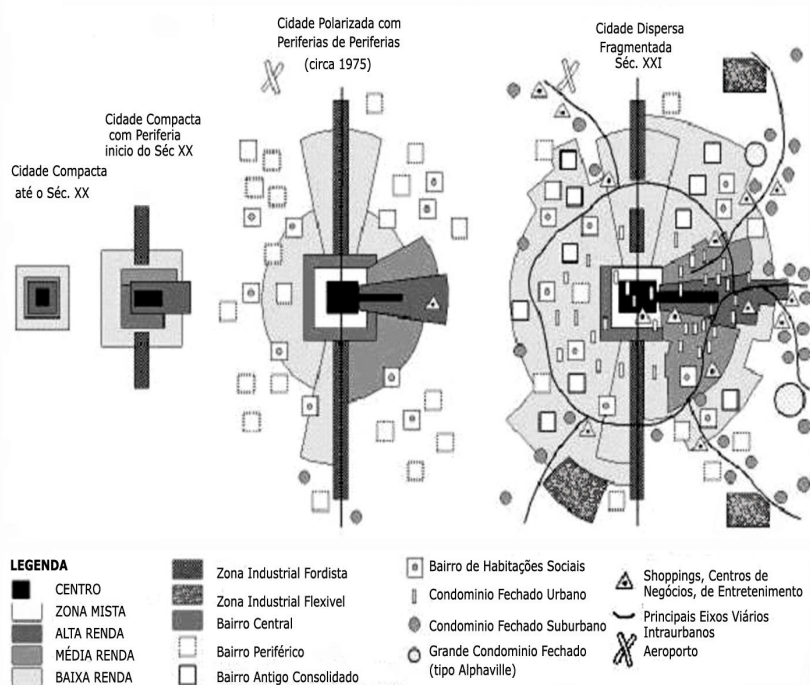 Cidade Polarizada com
Periferias de Periferias
(circa 1975)
Cidade Dispersa
Fragmentada
Séc. XXI
Cidade Compacta
com Periferia
inicio do Séc XX
Cidade Compacta
até o Séc. XX
LEGENDA
CENTRO
ZONA MISTA
ALTA RENDA
MÉDIA RENDA
BAIXA RENDA
Zona Industrial Fordista
Zona Industrial Flexivel
Bairro Central
Bairro Periférico
Bairro Antigo Consolidado
Bairro de Habitações Sociais
Condominio Fechado Urbano
Condominio Fechado Suburbano
Grande Condominio Fechado
(tipo Alphaville)
Shoppings, Centros de
Negócios, de Entretenimento
Principais Eixos Viários
Intraurbanos
Aeroporto